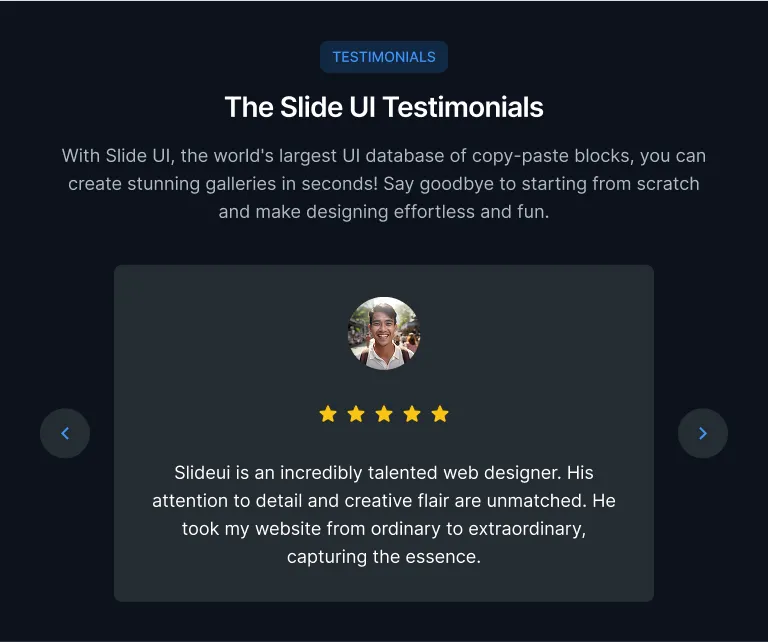 TESTIMONIALS
The Slide UI Testimonials
With Slide UI, the world's largest UI database of copy-paste blocks, you can
create stunning galleries in seconds! Say goodbye to starting from scratch
and make designing effortless and fun.
Slideui is an incredibly talented web designer. His
attention to detail and creative flair are unmatched. He
took my website from ordinary to extraordinary,
capturing the essence.